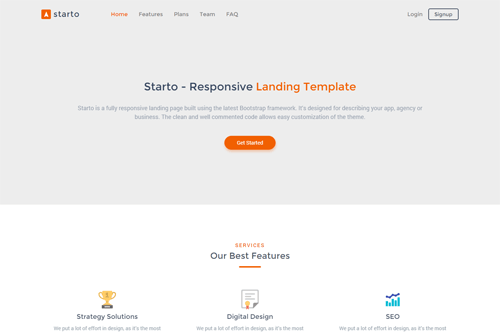 starto
Home Features Plans Team FAQ
Login Signup
Starto - Responsive Landing Template
Starto is a fully responsive landing page built using the latest Bootstrap framework. It's designed for describing your app, agency or
business. The clean and well commented code allows easy customization of the theme.
Get Started
SERVICES
Our Best Features
Strategy Solutions Digital Design SEO
We put a lot of effort in design, as it's the most We put a lot of effort in design, as it's the most We put a lot of effort in design, as it's the most